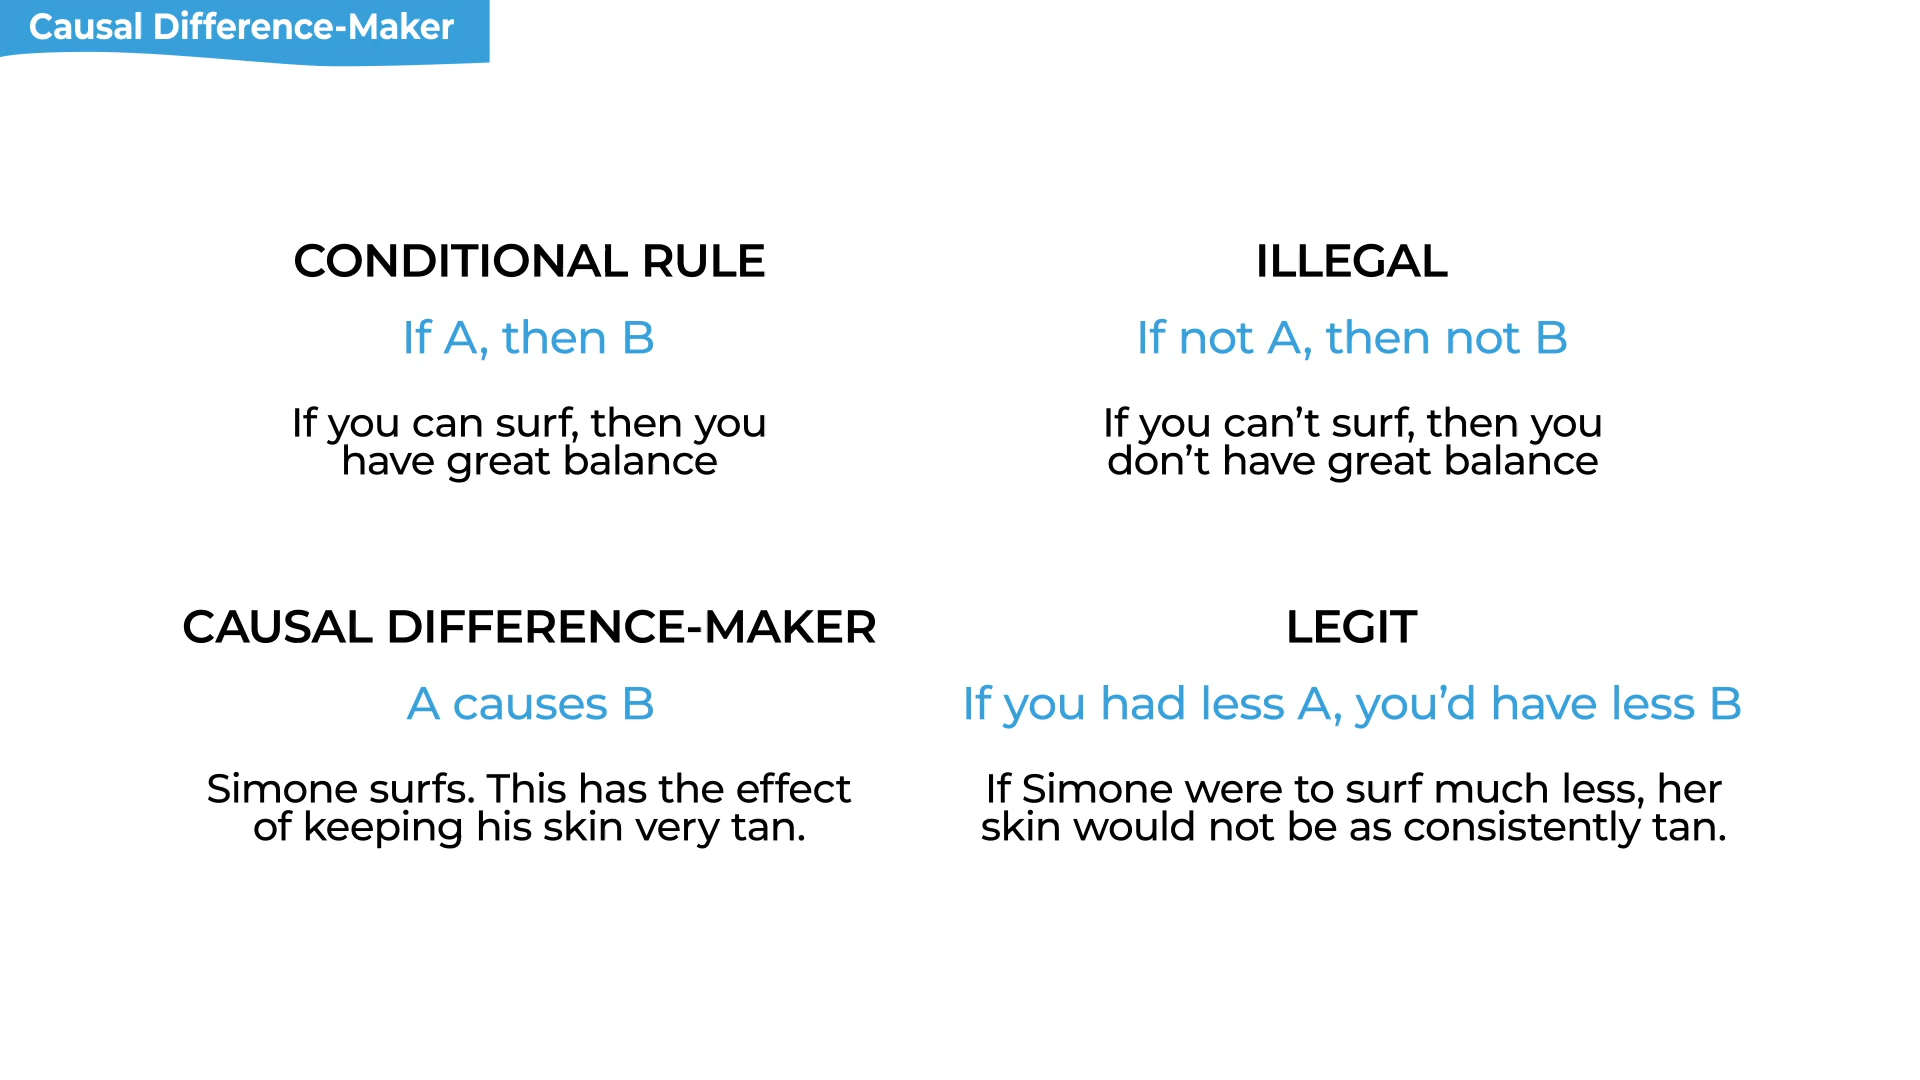 Causal Difference-Maker
CONDITIONAL RULE
If A, then B
If you can surf, then you
have great balance
ILLEGAL
If not A, then not B
If you can’t surf, then you
don’t have great balance
CAUSAL DIFFERENCE-MAKER
A causes B
Simone surfs. This has the effect
of keeping his skin very tan.
LEGIT
If you had less A, you’d have less B
If Simone were to surf much less, her
skin would not be as consistently tan.